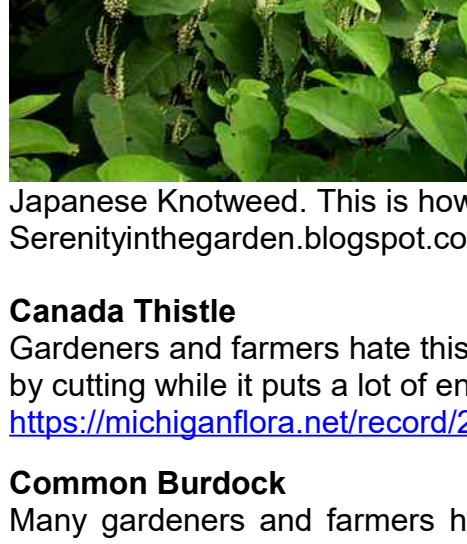 Japanese Knotweed. This is how
Serenityinthegarden.blogspot.co
Canada Thistle
Gardeners and farmers hate this
by cutting while it puts a lot of en
https://michiganflora.net/record/2
Common Burdock
Many gardeners and farmers h